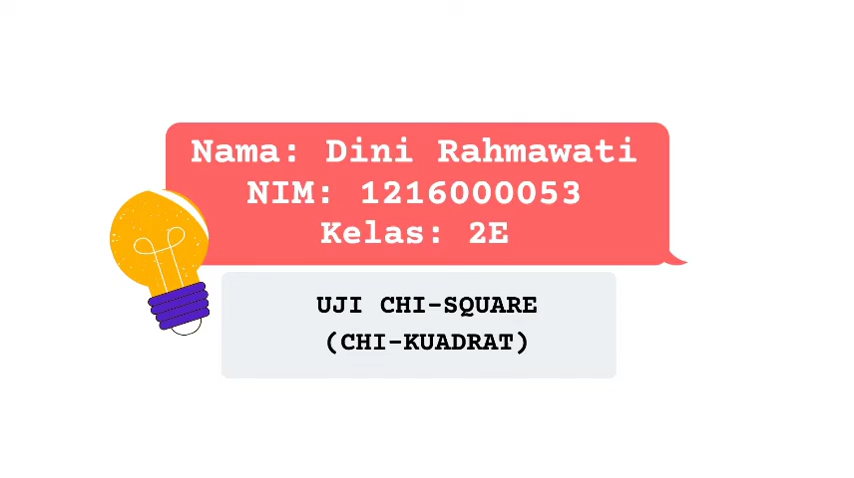 Nama: Dini Rahmawati
NIM: 1216000053
Kelas: 2E
UJI CHI-SQUARE
(CHI-KUADRAT)